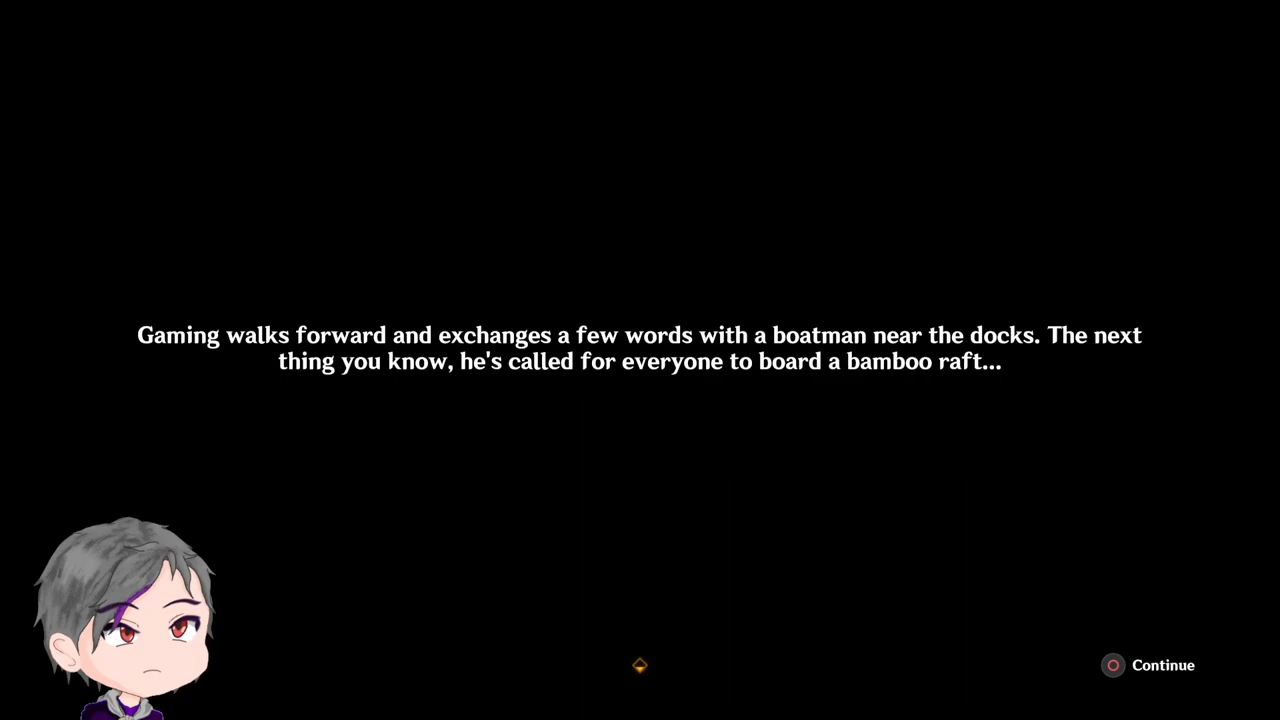 Gaming walks forward and exchanges a few words with a boatman near the docks. The next
thing you know, he's called for everyone to board a bamboo raft...
Continue